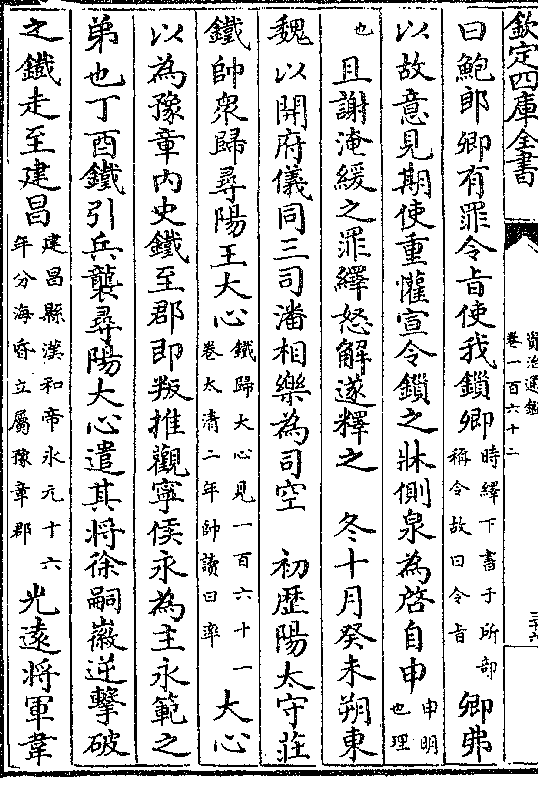 欽定四庫全書
資治通鑑
卷一百六十二
曰鮑郎卿有罪令㫖使我鎖卿時繹下書于所部稱令故曰令㫖卿弗
以故意見期使重懽宣令鎖之牀側泉為啓自申申明也理
也且謝淹緩之罪繹怒解遂釋之 冬十月癸未朔東
魏以開府儀同三司潘相樂為司空 初歴陽太守莊
鐵帥衆歸尋陽王大心鐵歸大心見一百六十一卷太清二年帥讀曰率大心
以為豫章内史鐵至郡即叛推觀寧侯永為主永範之
弟也丁酉鐵引兵襲尋陽大心遣其將徐嗣徽逆擊破
之鐵走至建昌建昌縣漢和帝永元十六年分海昏立屬豫章郡光遠將軍韋